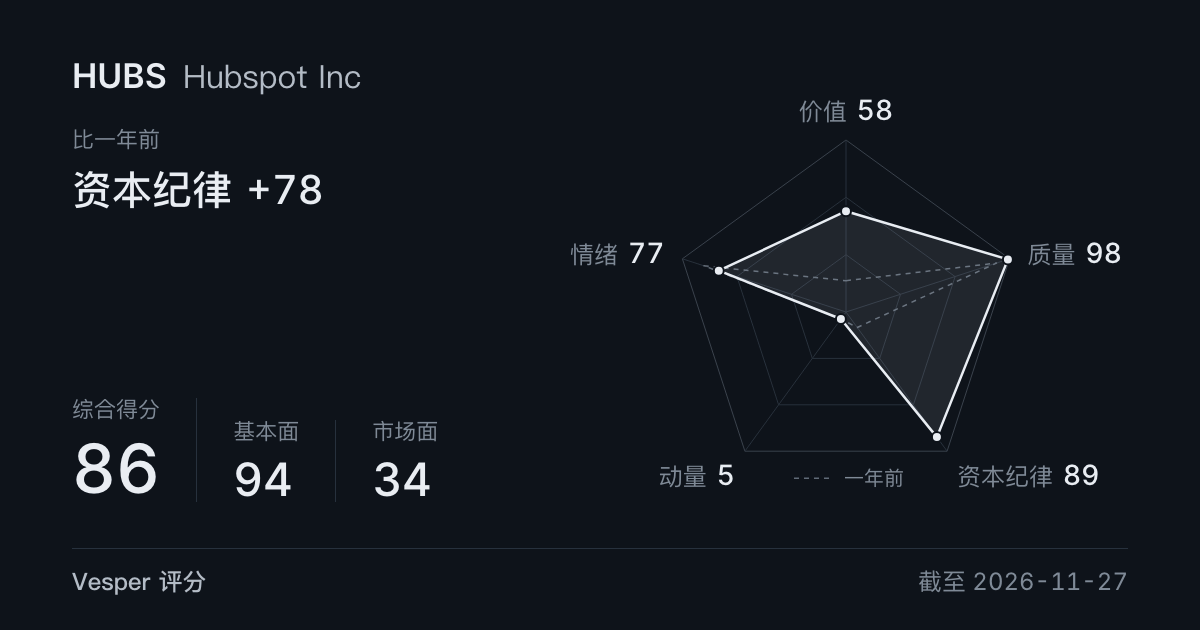 HUBS Hubspot Inc
比一年前
资本纪律 +78
价值 58
情绪 77
质量 98
动量 5
一年前
资本纪律 89
综合得分
86
基本面
94
市场面
34
Vesper 评分
截至 2026-11-27